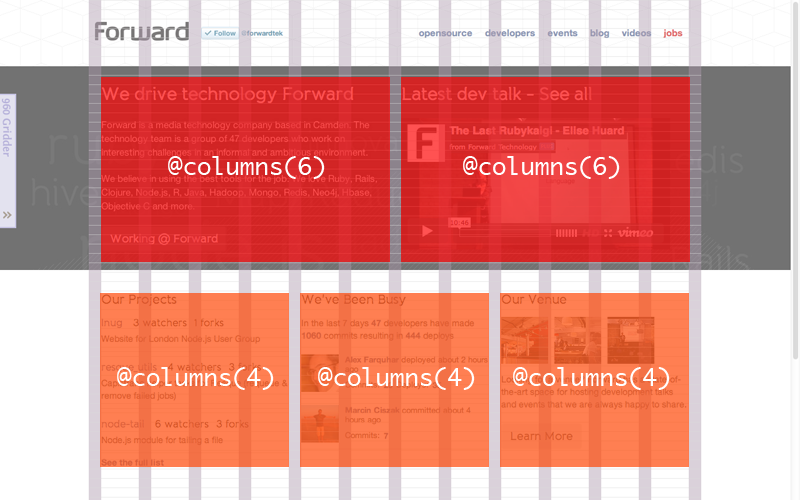 Forward
Follow @forwardtek
opensource developers events blog videos jobs
960 Gridder
»
We drive technology Forward
Forward is a media technology company based in Camden. The
technology team is a group of 47 developers who work on
interesting challenges in an informal and ambitious environment.
@columns(6)
We believe in using the best tools for the job. We love Ruby, Rails,
Clojure, Node.js, R, Java, Hadoop, Mongo, Redis, Neo4j, Hbase,
Objective C and more.
Working @ Forward
Latest dev talk - See all
F
The Last Rubykaigi - Elise Huard
from Forward Technology
@columns(6)
00:45
HD vimeo
hive
rails
Our Projects
lnug 3 watchers 1 forks
Website for London Node.js User Group
4 watchers 3 forks
@columns(4)
remove failed jobs)
node-tail 6 watchers 3 forks
Node.js module for tailing a file
See the full list
We've Been Busy
In the last 7 days 47 developers have made
1060 commits resulting in 444 deploys
Alex Farquhar deployed about 2 hours
@columns(4)
Marcin Ciszak committed about 4
hours ago
Commits: 7
Our Venue
@columns(4)
the-art space for hosting development talks
and events that we are always happy to share.
Learn More